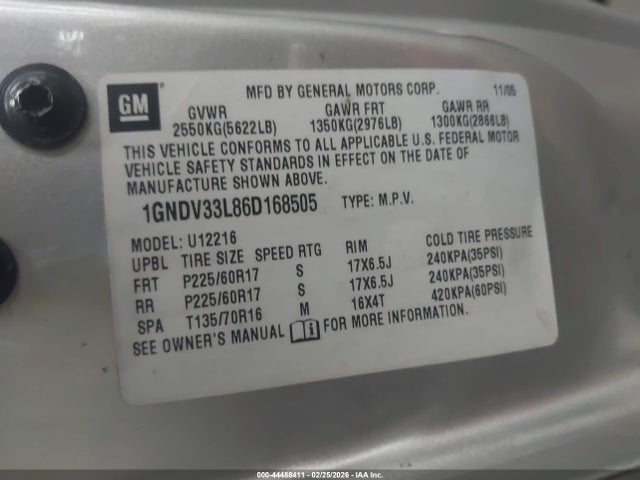 GM
MFD BY GENERAL MOTORS CORP. 11/05
GVWR GAWR FRT GAWR RR
2550KG(5622LB) 1350KG(2976LB) 1300KG(2866LB)
THIS VEHICLE CONFORMS TO ALL APPLICABLE U.S. FEDERAL MOTOR
VEHICLE SAFETY STANDARDS IN EFFECT ON THE DATE OF
MANUFACTURE SHOWN ABOVE.
1GNDV33L86D168505 TYPE: M.P.V.
MODEL: U12216
UPBL TIRE SIZE SPEED RTG RIM COLD TIRE PRESSURE
FRT P225/60R17 S 17X6.5J 240KPA(35PSI)
RR P225/60R17 S 17X6.5J 240KPA(35PSI)
SPA T135/70R16 M 16X4T 420KPA(60PSI)
SEE OWNER'S MANUAL FOR MORE INFORMATION.
000-44488411 - 02/25/2026 - IAAI